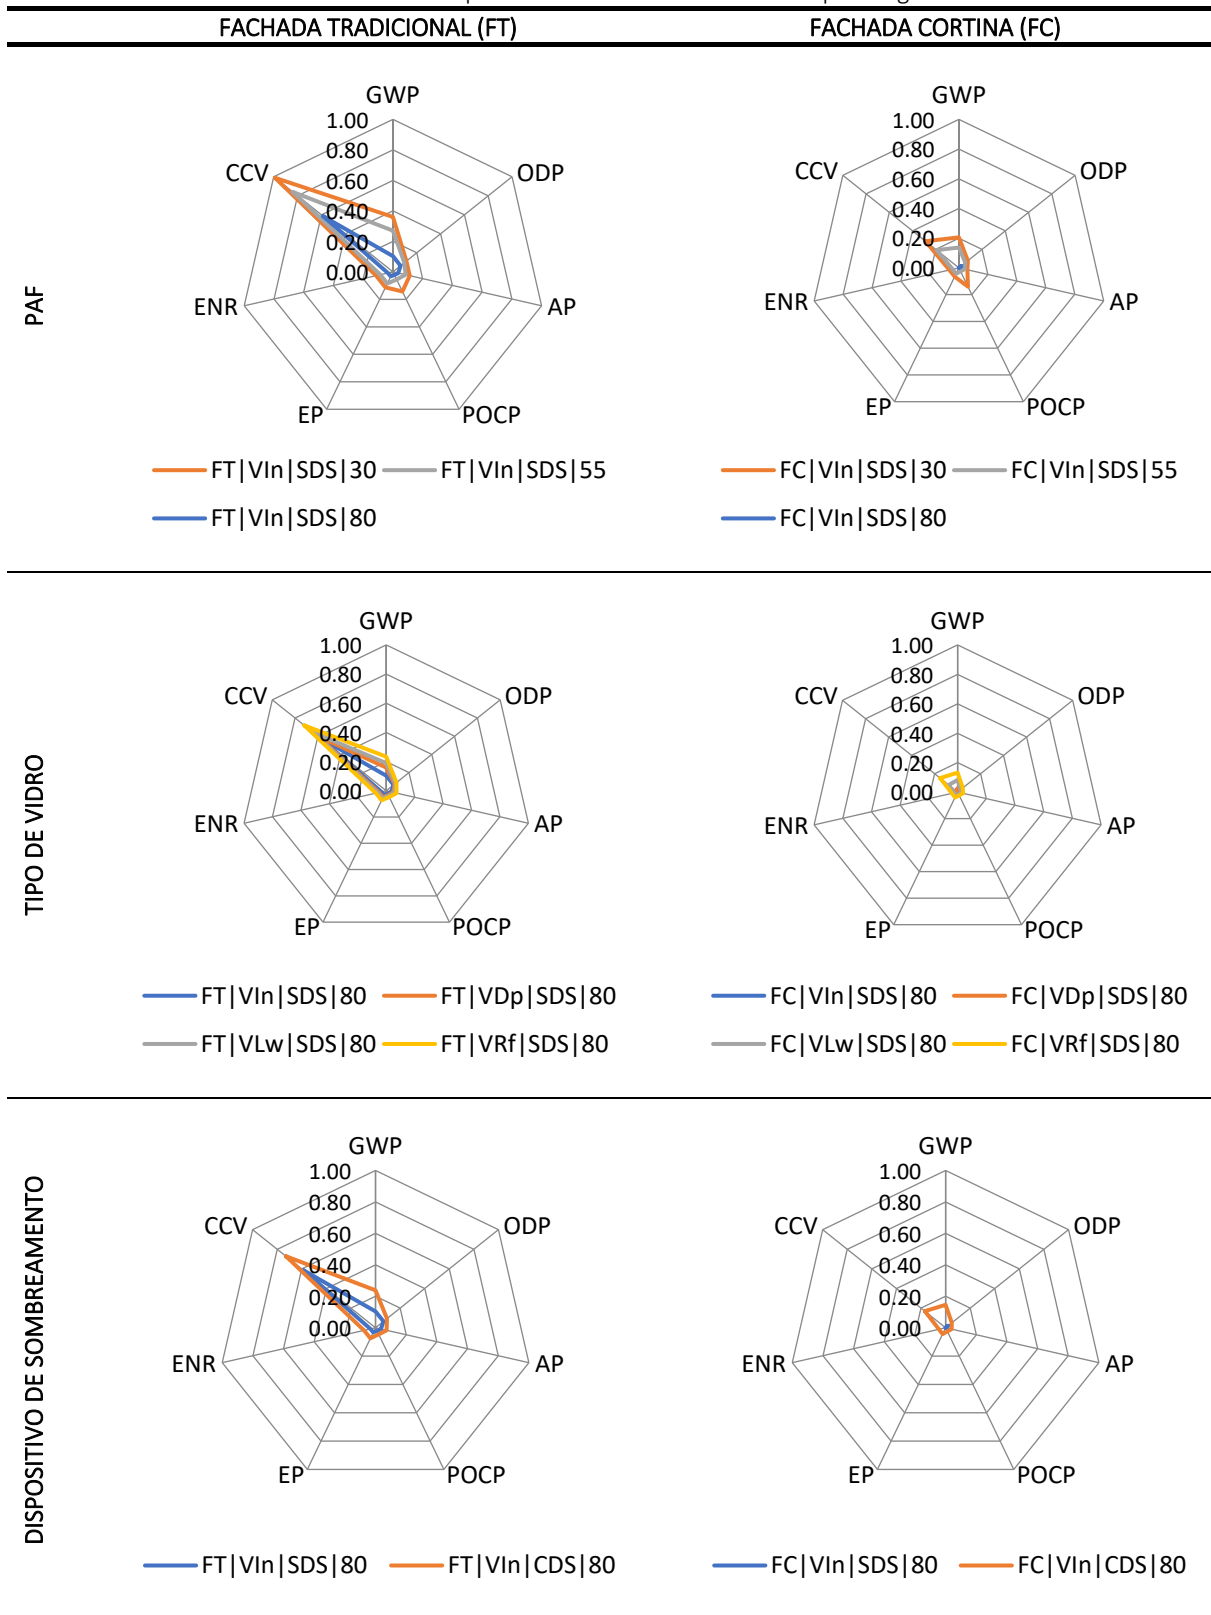 FACHADA TRADICIONAL (FT) FACHADA CORTINA (FC)
PAF
GWP
1.00
0.80
0.60
0.40
0.20
0.00
ODP
AP
POCP
EP
ENR
CCV
FT|VIn|SDS|30 FT|VIn|SDS|55
FT|VIn|SDS|80
GWP
1.00
0.80
0.60
0.40
0.20
0.00
ODP
AP
POCP
EP
ENR
CCV
FC|VIn|SDS|30 FC|VIn|SDS|55
FC|VIn|SDS|80
TIPO DE VIDRO
GWP
1.00
0.80
0.60
0.40
0.20
0.00
ODP
AP
POCP
EP
ENR
CCV
FT|VIn|SDS|80 FT|VDp|SDS|80
FT|VLw|SDS|80 FT|VRf|SDS|80
GWP
1.00
0.80
0.60
0.40
0.20
0.00
ODP
AP
POCP
EP
ENR
CCV
FC|VIn|SDS|80 FC|VDp|SDS|80
FC|VLw|SDS|80 FC|VRf|SDS|80
DISPOSITIVO DE SOMBREAMENTO
GWP
1.00
0.80
0.60
0.40
0.20
0.00
ODP
AP
POCP
EP
ENR
CCV
FT|VIn|SDS|80 FT|VIn|CDS|80
GWP
1.00
0.80
0.60
0.40
0.20
0.00
ODP
AP
POCP
EP
ENR
CCV
FC|VIn|SDS|80 FC|VIn|CDS|80